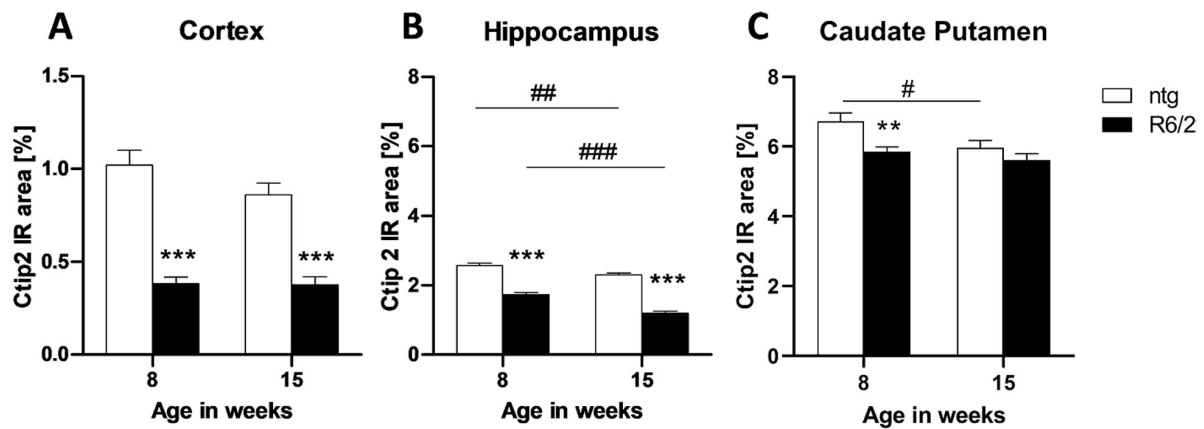 A Cortex
Ctip2 IR area [%]
1.5
1.0
0.5
0.0
***
***
8 15
Age in weeks
B Hippocampus
Ctip 2 IR area [%]
8
6
4
2
0
##
###
***
***
8 15
Age in weeks
C Caudate Putamen
Ctip2 IR area [%]
8
6
4
2
0
#
**
8 15
Age in weeks
ntg
R6/2